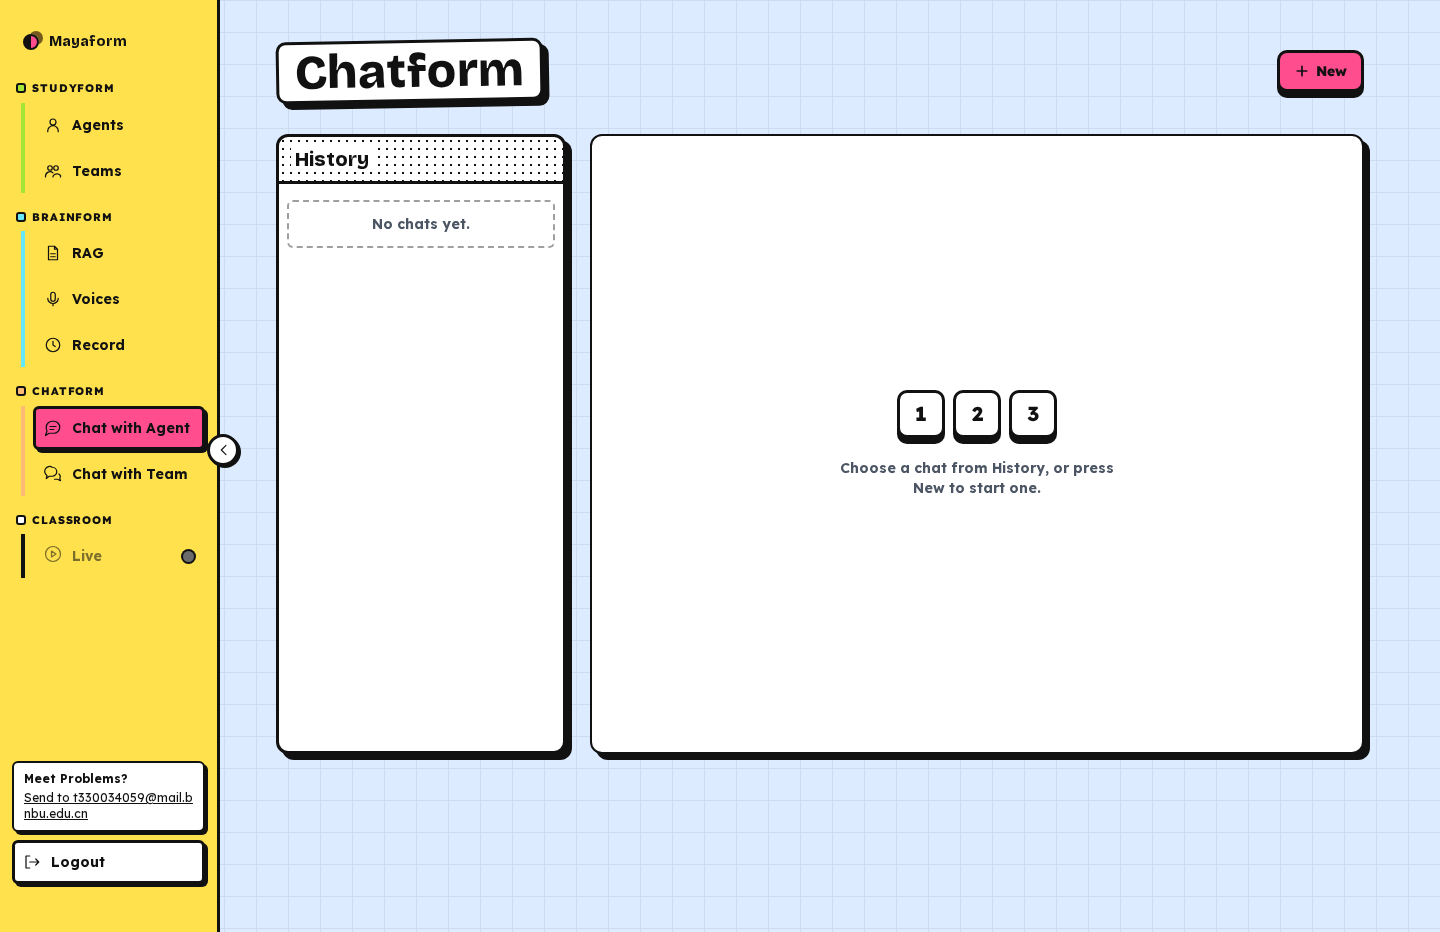 Mayaform
STUDYFORM
Agents
Teams
BRAINFORM
RAG
Voices
Record
CHATFORM
Chat with Agent
Chat with Team
CLASSROOM
Live
Meet Problems?
Send to t330034059@mail.b
nbu.edu.cn
Logout
Chatform
New
History
No chats yet.
1 2 3
Choose a chat from History, or press
New to start one.